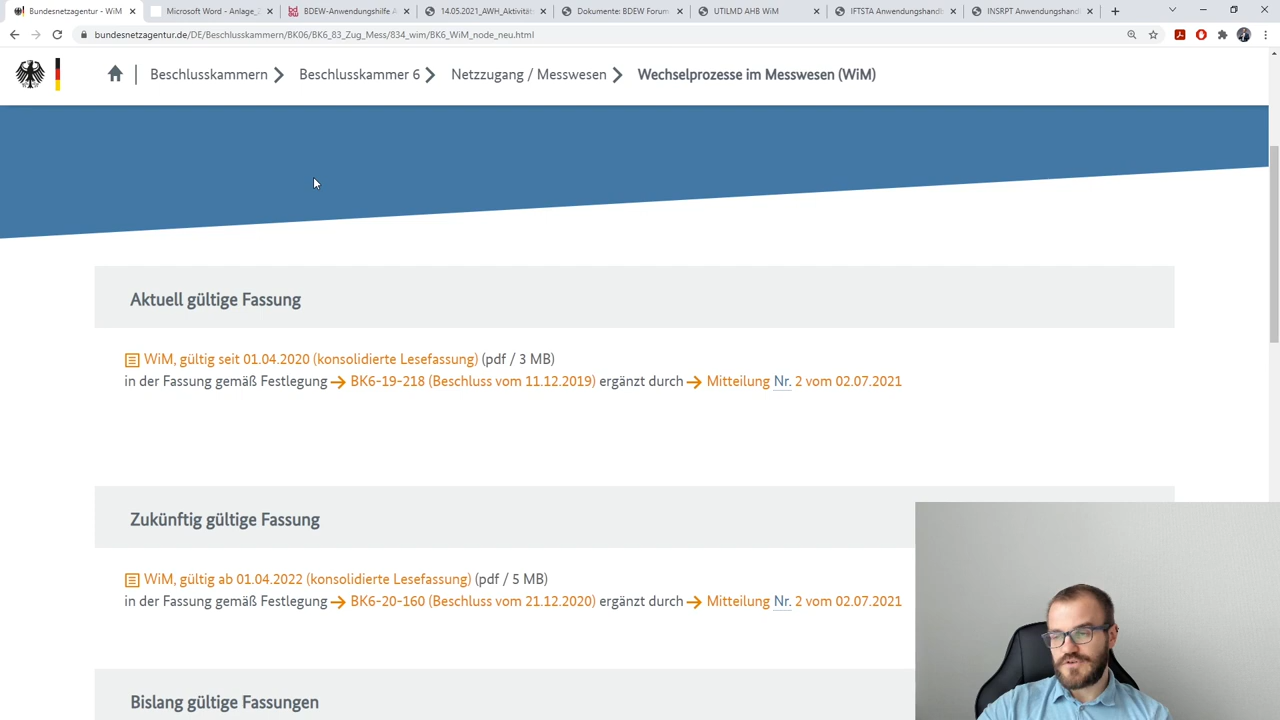 Bundesnetzagentur - WiM
Microsoft Word - Anlage_
BDEW-Anwendungshilfe
14.05.2021_AWH_Aktivität
Dokumente: BDEW Forum
UTILMD AHB WiM
IFTSTA Anwendungshandb
INSRPT Anwendungshand
bundesnetzagentur.de/DE/Beschlusskammern/BK06/BK6_83_Zug_Mess/834_wim/BK6_WiM_node_neu.html
Beschlusskammern Beschlusskammer 6 Netzzugang / Messwesen Wechselprozesse im Messwesen (WiM)
Aktuell gültige Fassung
WiM, gültig seit 01.04.2020 (konsolidierte Lesefassung) (pdf / 3 MB)
in der Fassung gemäß Festlegung → BK6-19-218 (Beschluss vom 11.12.2019) ergänzt durch → Mitteilung Nr. 2 vom 02.07.2021
Zukünftig gültige Fassung
WiM, gültig ab 01.04.2022 (konsolidierte Lesefassung) (pdf / 5 MB)
in der Fassung gemäß Festlegung → BK6-20-160 (Beschluss vom 21.12.2020) ergänzt durch → Mitteilung Nr. 2 vom 02.07.2021
Bislang gültige Fassungen